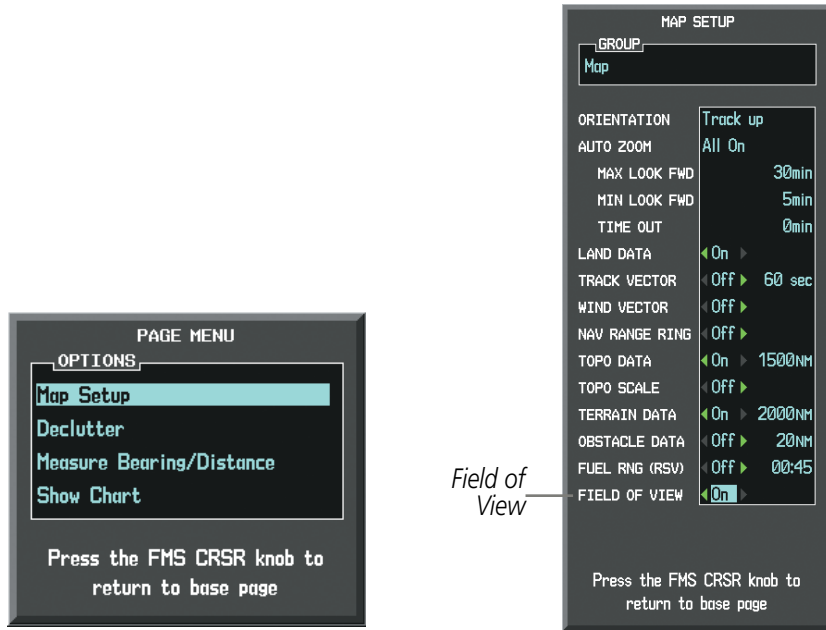 PAGE MENU
OPTIONS
Map Setup
Declutter
Measure Bearing/Distance
Show Chart
Press the FMS CRSR knob to
return to base page
MAP SETUP
GROUP
Map
ORIENTATION Track up
AUTO ZOOM All On
MAX LOOK FWD 30min
MIN LOOK FWD 5min
TIME OUT 0min
LAND DATA On
TRACK VECTOR Off 60 sec
WIND VECTOR Off
NAV RANGE RING Off
TOPO DATA On 1500NM
TOPO SCALE Off
TERRAIN DATA On 2000NM
OBSTACLE DATA Off 20NM
FUEL RNG (RSV) Off 00:45
FIELD OF VIEW On
Press the FMS CRSR knob to
return to base page
Field of
View